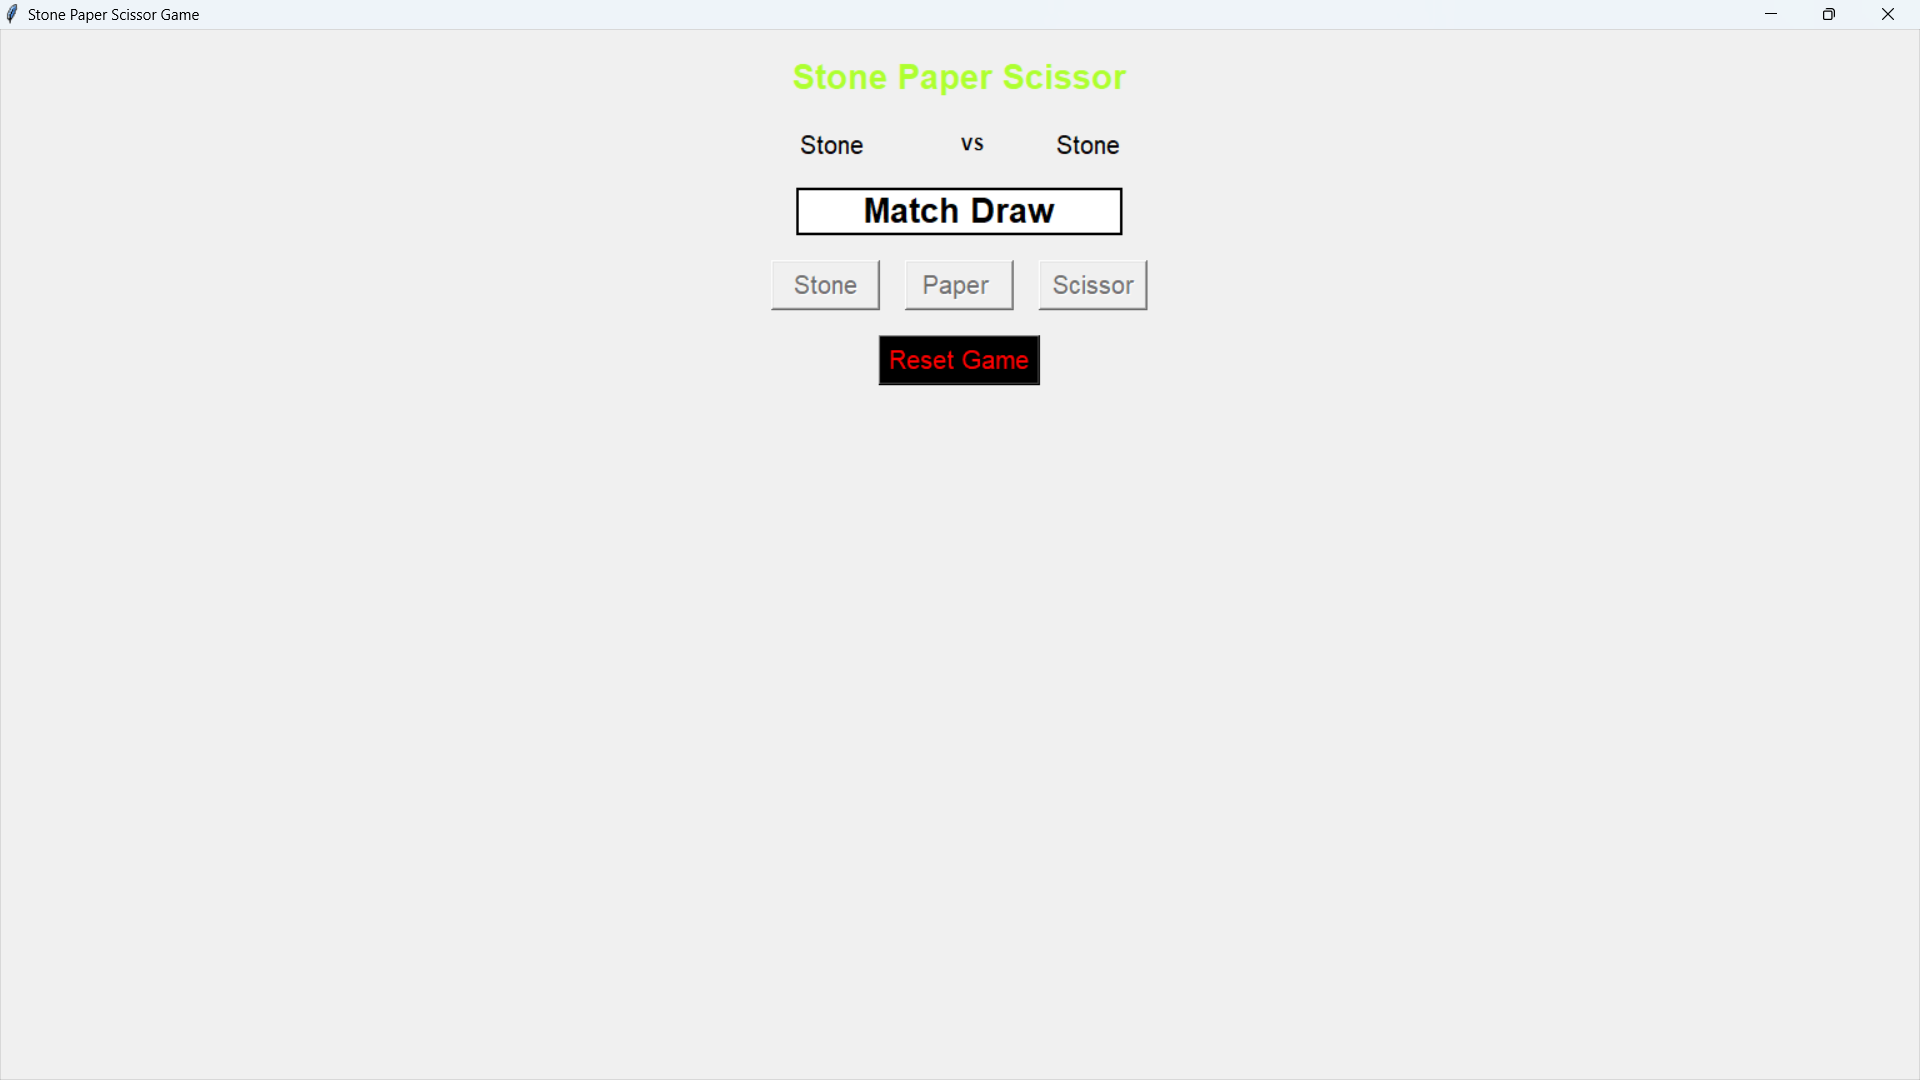 Stone Paper Scissor Game
Stone Paper Scissor
Stone vs Stone
Match Draw
Stone Paper Scissor
Reset Game